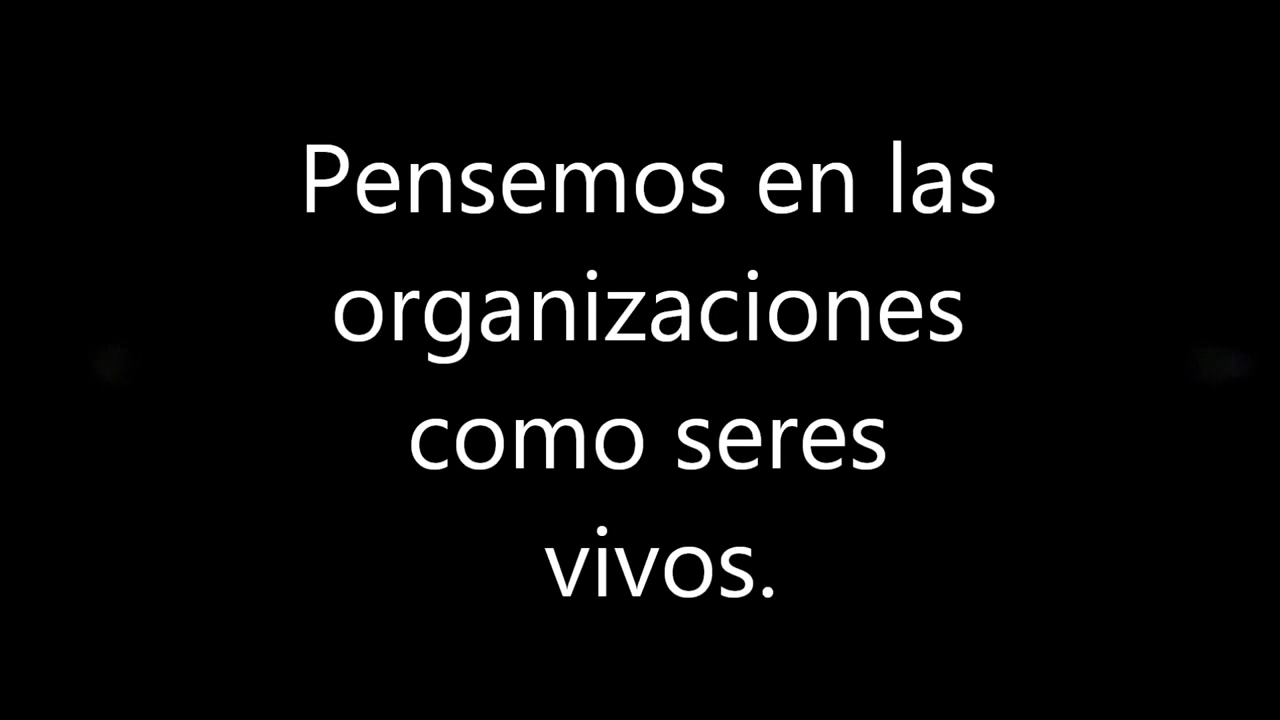 Pensemos en las
organizaciones
como seres
vivos.